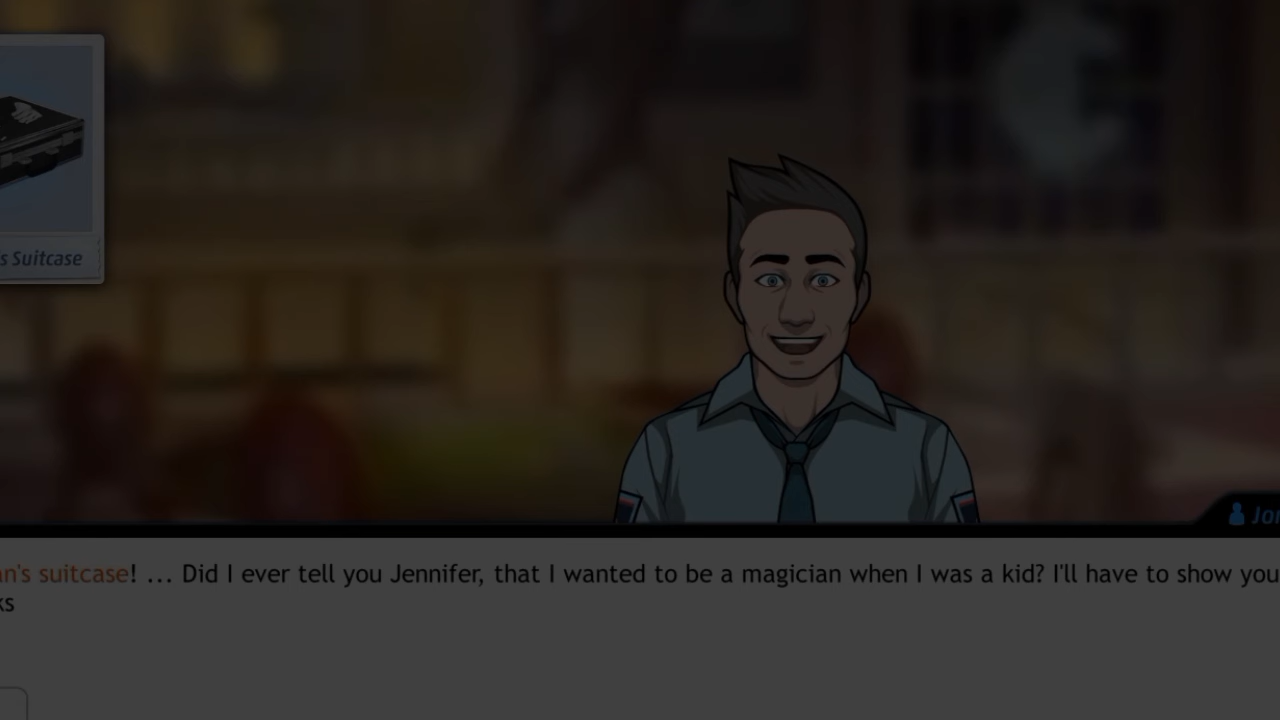 s Suitcase
Jo
an's suitcase! ... Did I ever tell you Jennifer, that I wanted to be a magician when I was a kid? I'll have to show you
ks